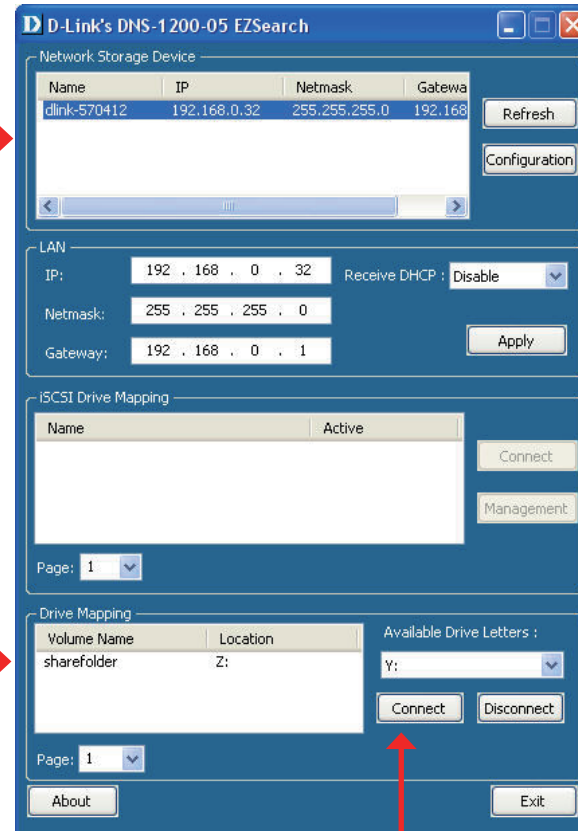 D-Link's DNS-1200-05 EZSearch
Network Storage Device
Name IP Netmask Gatewa
dlink-570412 192.168.0.32 255.255.255.0 192.168
Refresh
Configuration
LAN
IP: 192 . 168 . 0 . 32 Receive DHCP : Disable
Netmask: 255 . 255 . 255 . 0
Gateway: 192 . 168 . 0 . 1 Apply
iSCSI Drive Mapping
Name Active
Connect
Management
Page: 1
Drive Mapping
Volume Name Location Available Drive Letters :
sharefolder Z: Y:
Connect Disconnect
Page: 1
About Exit